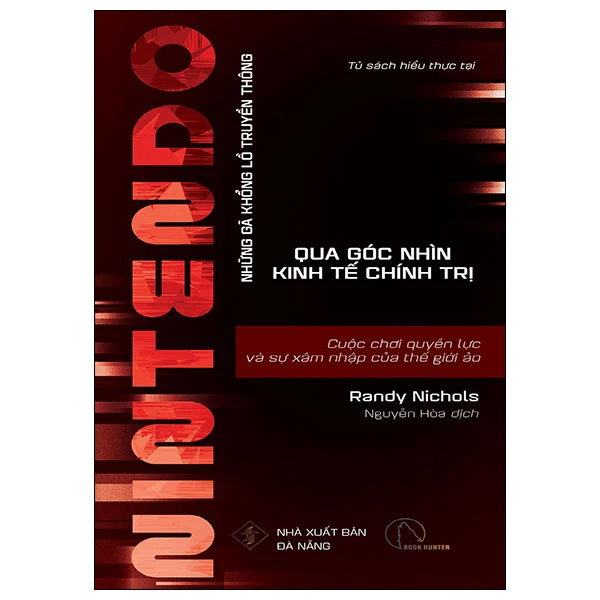 NINTENDO
NHỮNG GÃ KHỔNG LỒ TRUYỀN THÔNG
Tủ sách hiểu thực tại
QUA GÓC NHÌN
KINH TẾ CHÍNH TRỊ
Cuộc chơi quyền lực
và sự xâm nhập của thế giới ảo
Randy Nichols
Nguyễn Hòa dịch
NHÀ XUẤT BẢN
ĐÀ NẴNG
BOOK HUNTER